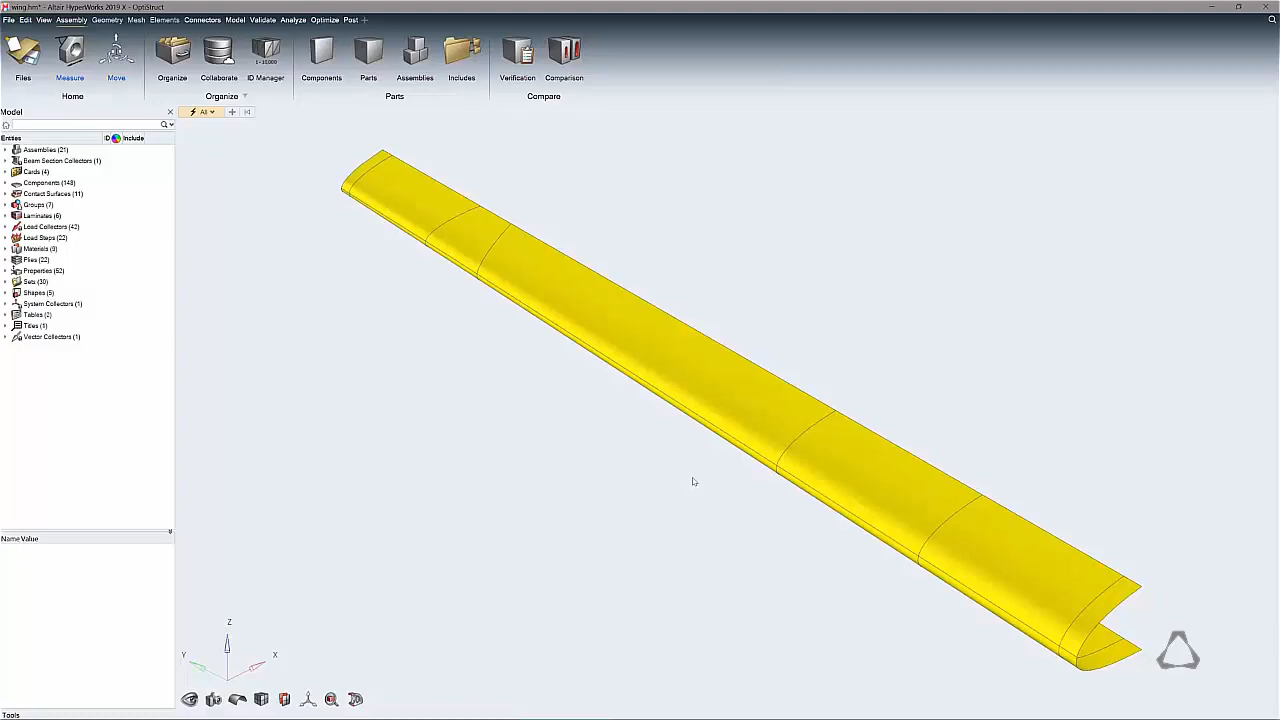 wing.hm* - Altair HyperWorks 2019 X - OptiStruct
File Edit View Assembly Geometry Mesh Elements Connectors Model Validate Analyze Optimize Post
Files Measure Move Organize Collaborate ID Manager Components Parts Assemblies Includes Verification Comparison
Home Organize Parts Compare
Model
All
Entities ID Include
Assemblies (21)
Beam Section Collectors (1)
Cards (4)
Components (148)
Contact Surfaces (11)
Groups (7)
Laminates (6)
Load Collectors (42)
Load Steps (22)
Materials (9)
Plies (22)
Properties (52)
Sets (30)
Shapes (5)
System Collectors (1)
Tables (2)
Titles (1)
Vector Collectors (1)
Name Value
Z
Y
X
Tools